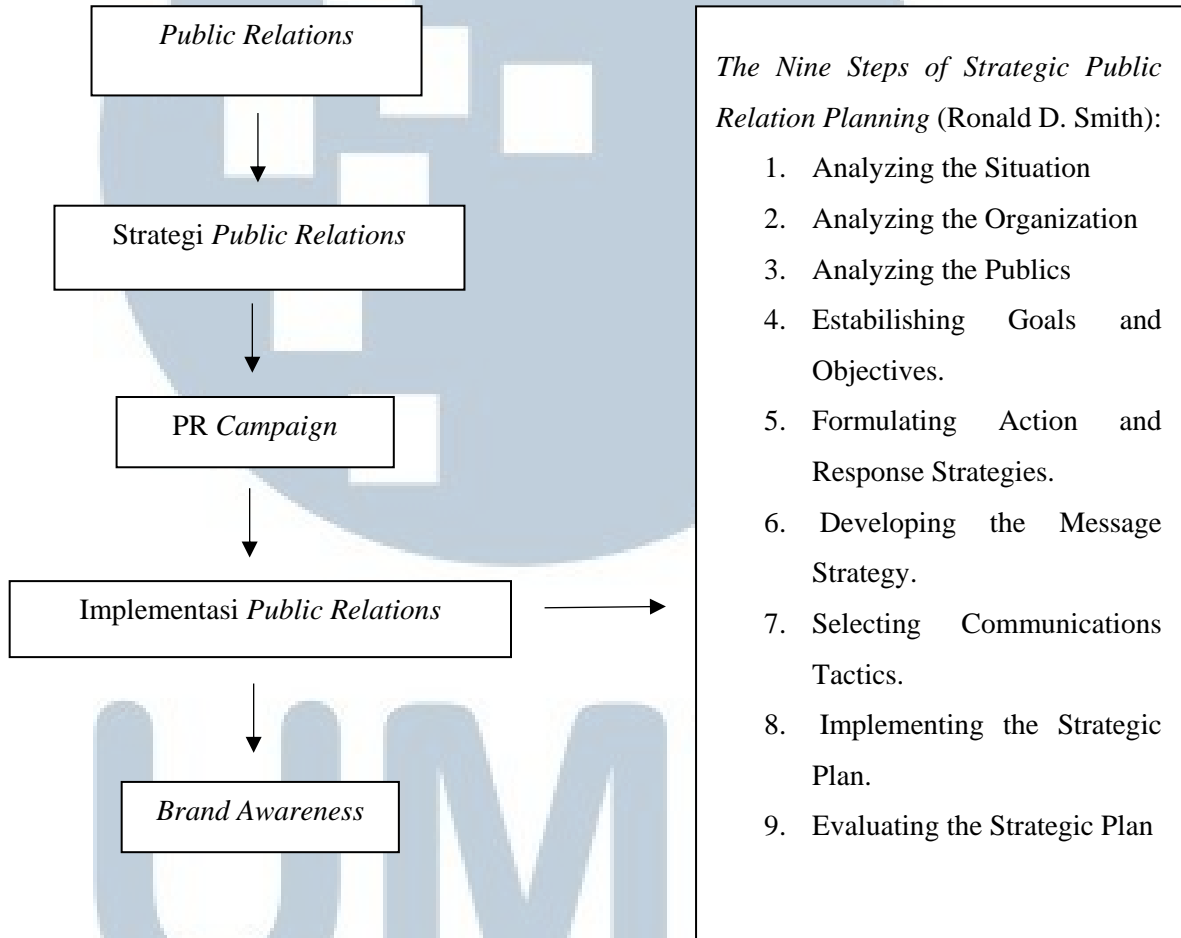 Public Relations
Strategi Public Relations
PR Campaign
Implementasi Public Relations
Brand Awareness
The Nine Steps of Strategic Public
Relation Planning (Ronald D. Smith):
1. Analyzing the Situation
2. Analyzing the Organization
3. Analyzing the Publics
4. Estabilishing Goals and
Objectives.
5. Formulating Action and
Response Strategies.
6. Developing the Message
Strategy.
7. Selecting Communications
Tactics.
8. Implementing the Strategic
Plan.
9. Evaluating the Strategic Plan
UM